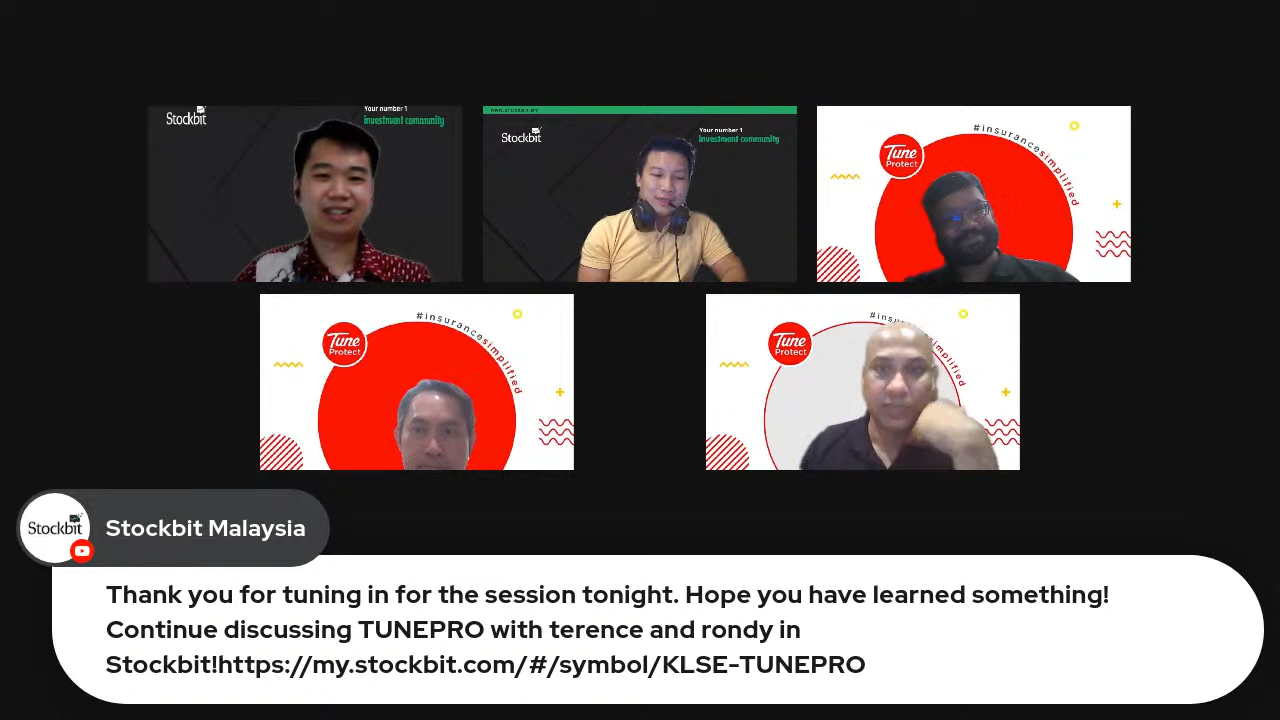 Stockbit
Your number 1
investment community
Stockbit
Your number 1
investment community
Tune
Protect
#insurancesimplified
Tune
Protect
#insurancesimplified
Tune
Protect
Stockbit
Stockbit Malaysia
Thank you for tuning in for the session tonight. Hope you have learned something!
Continue discussing TUNEPRO with terence and rondy in
Stockbit!https://my.stockbit.com/#/symbol/KLSE-TUNEPRO